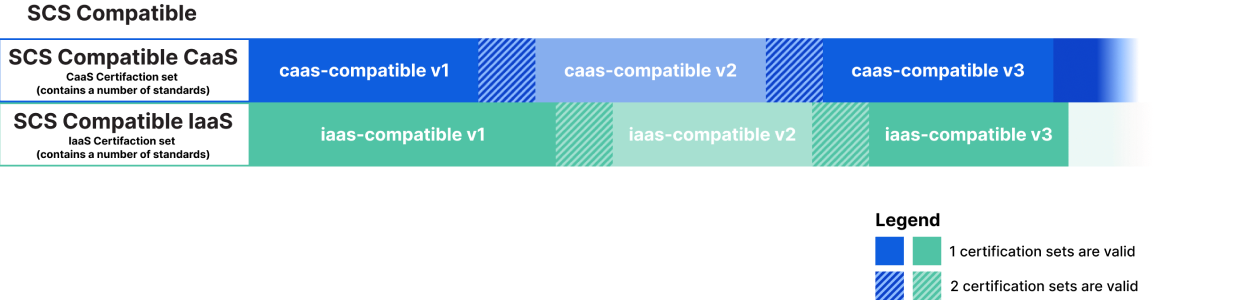 SCS Compatible
SCS Compatible CaaS
CaaS Certifaction set
(contains a number of standards)
caas-compatible v1
caas-compatible v2
caas-compatible v3
SCS Compatible IaaS
IaaS Certifaction set
(contains a number of standards)
iaas-compatible v1
iaas-compatible v2
iaas-compatible v3
Legend
1 certification sets are valid
2 certification sets are valid